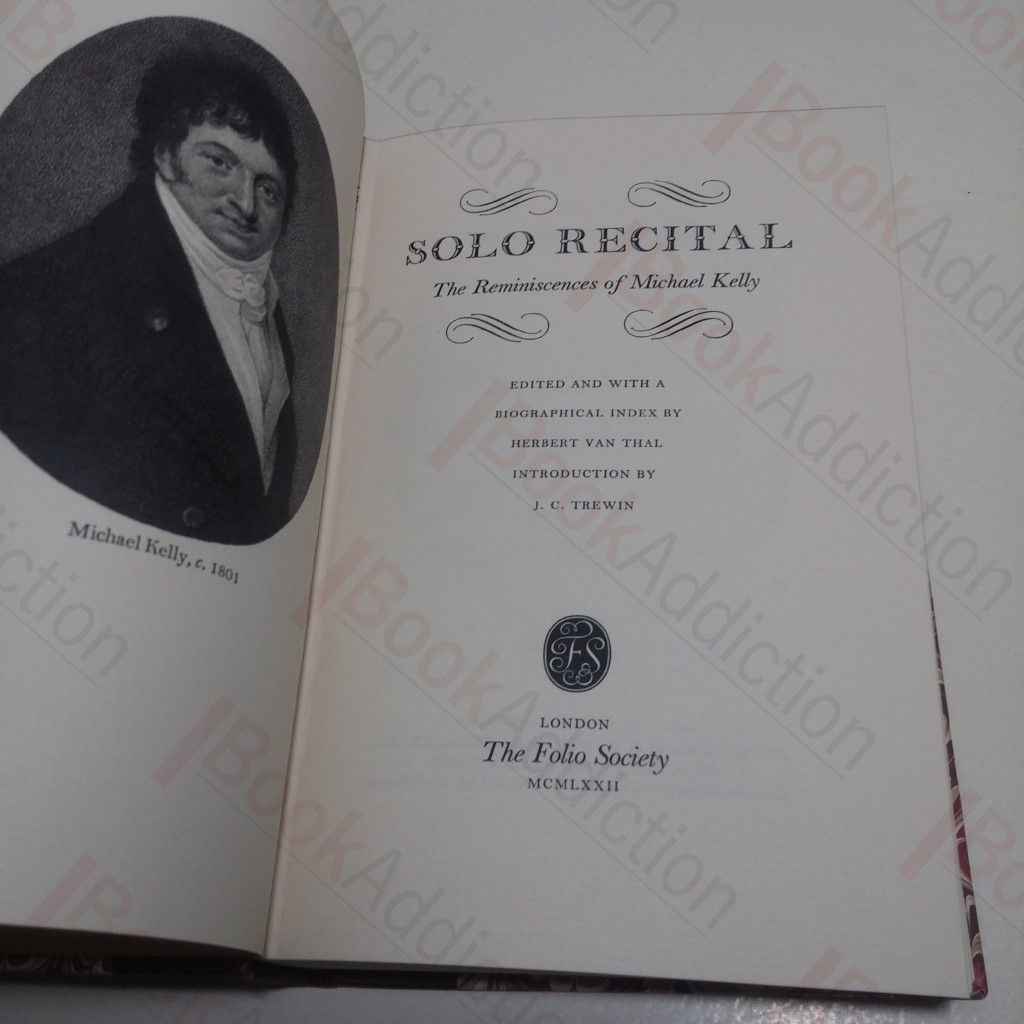 Michael Kelly, c. 1801
SOLO RECITAL
The Reminiscences of Michael Kelly
EDITED AND WITH A
BIOGRAPHICAL INDEX BY
HERBERT VAN THAL
INTRODUCTION BY
J. C. TREWIN
FS
LONDON
The Folio Society
MCMLXXII
BookAddiction